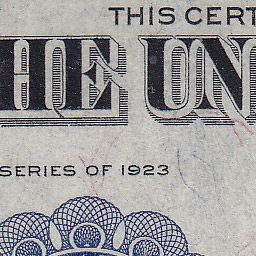 THIS CERT
HE UN
SERIES OF 1923